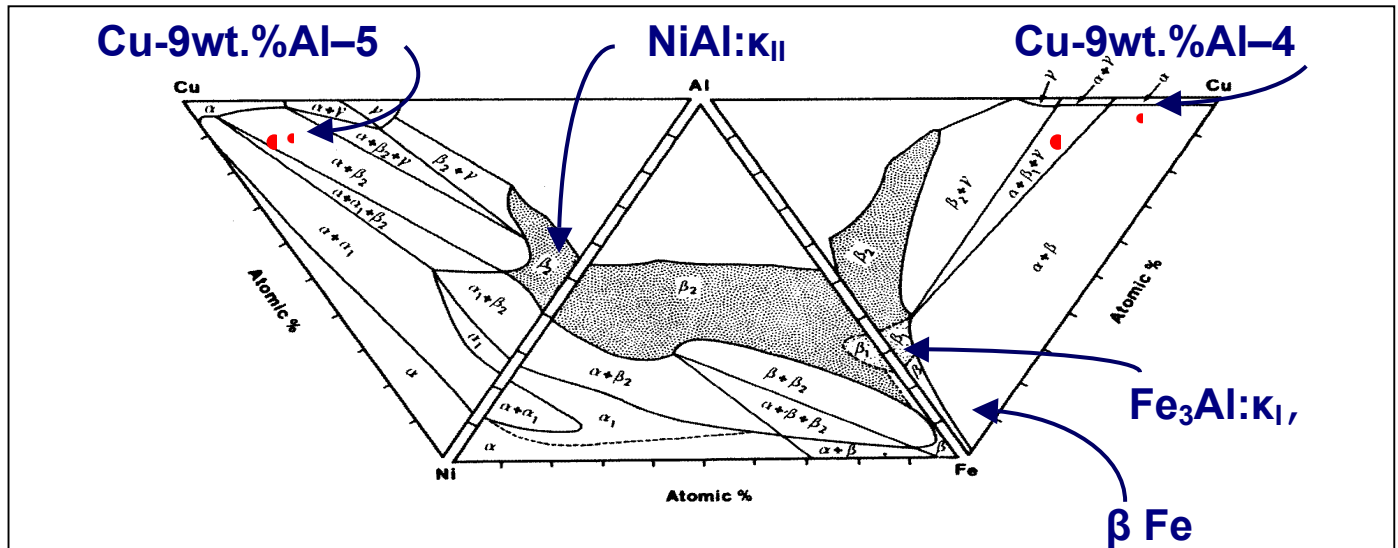 Cu-9wt.%Al–5
NiAl:κII
Cu-9wt.%Al–4
Cu
Al
Cu
α
α+γ
γ
γ
α+γ
α
α+β2+γ
β2+γ
α+β2
α+α1+β2
α+α1
β2
β2+γ
α+β1+γ
β2
α+β
Atomic %
Atomic %
α1+β2
β2
α1
α
α+β2
β+β2
β1
β
Fe3Al:κI,
α+α1
α1
α+β+β2
α
α+β
β
Ni
Fe
Atomic %
β Fe